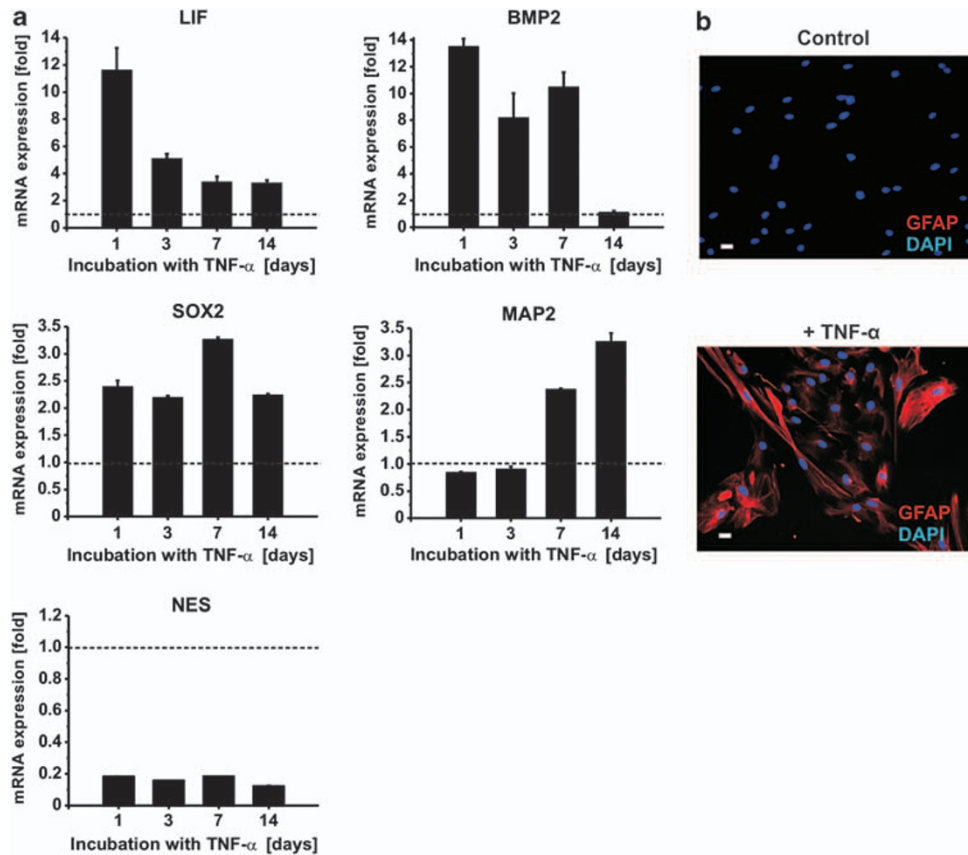 a
LIF
mRNA expression [fold]
14
12
10
8
6
4
2
0
1 3 7 14
Incubation with TNF-α [days]
BMP2
mRNA expression [fold]
14
12
10
8
6
4
2
0
1 3 7 14
Incubation with TNF-α [days]
b
Control
GFAP
DAPI
SOX2
mRNA expression [fold]
3.5
3.0
2.5
2.0
1.5
1.0
0.5
0.0
1 3 7 14
Incubation with TNF-α [days]
MAP2
mRNA expression [fold]
3.5
3.0
2.5
2.0
1.5
1.0
0.5
0.0
1 3 7 14
Incubation with TNF-α [days]
+ TNF-α
GFAP
DAPI
NES
mRNA expression [fold]
1.2
1.0
0.8
0.6
0.4
0.2
0
1 3 7 14
Incubation with TNF-α [days]